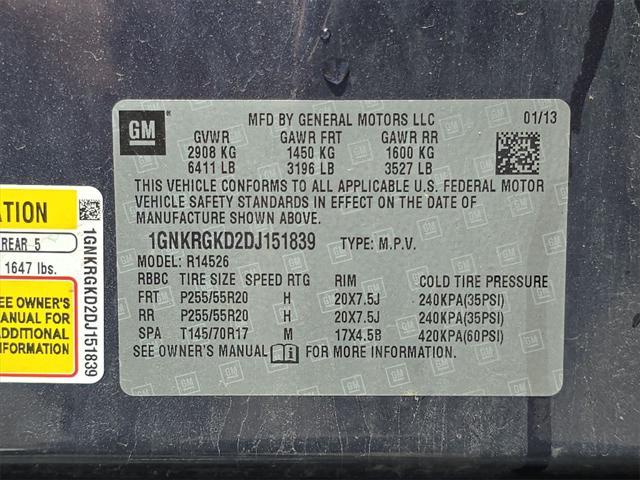 GM
MFD BY GENERAL MOTORS LLC 01/13
GVWR GAWR FRT GAWR RR
2908 KG 1450 KG 1600 KG
6411 LB 3196 LB 3527 LB
THIS VEHICLE CONFORMS TO ALL APPLICABLE U.S. FEDERAL MOTOR
VEHICLE SAFETY STANDARDS IN EFFECT ON THE DATE OF
MANUFACTURE SHOWN ABOVE.
1GNKRGKD2DJ151839 TYPE: M.P.V.
MODEL: R14526
RBBC TIRE SIZE SPEED RTG RIM COLD TIRE PRESSURE
FRT P255/55R20 H 20X7.5J 240KPA(35PSI)
RR P255/55R20 H 20X7.5J 240KPA(35PSI)
SPA T145/70R17 M 17X4.5B 420KPA(60PSI)
SEE OWNER'S MANUAL FOR MORE INFORMATION.
ATION
REAR 5
1647 lbs.
EE OWNER'S
MANUAL FOR
ADDITIONAL
INFORMATION
1GNKRGKD2DJ151839